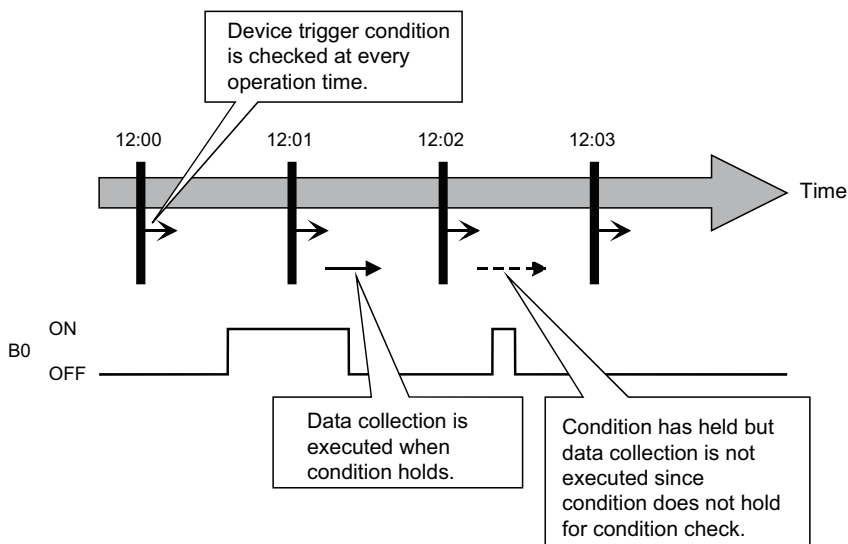 Device trigger condition
is checked at every
operation time.
12:00
12:01
12:02
12:03
Time
ON
B0
OFF
Data collection is
executed when
condition holds.
Condition has held but
data collection is not
executed since
condition does not hold
for condition check.